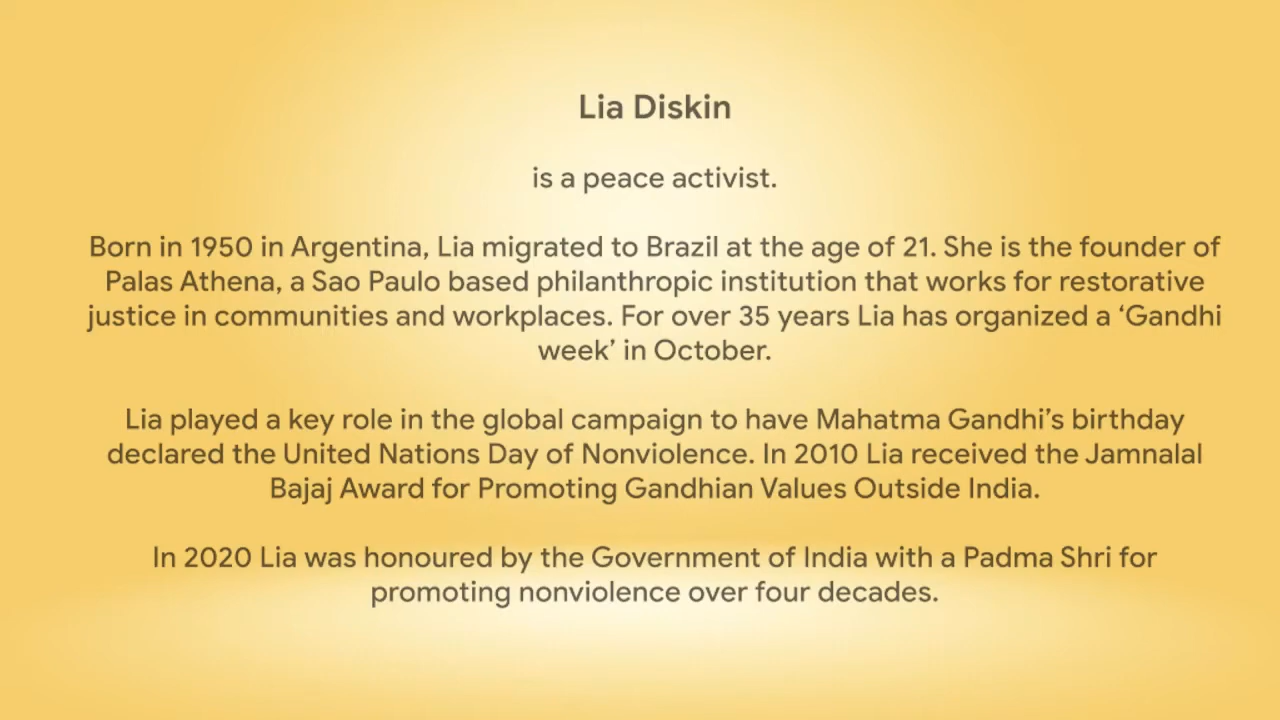 Lia Diskin
is a peace activist.
Born in 1950 in Argentina, Lia migrated to Brazil at the age of 21. She is the founder of
Palas Athena, a Sao Paulo based philanthropic institution that works for restorative
justice in communities and workplaces. For over 35 years Lia has organized a ‘Gandhi
week’ in October.
Lia played a key role in the global campaign to have Mahatma Gandhi’s birthday
declared the United Nations Day of Nonviolence. In 2010 Lia received the Jamnalal
Bajaj Award for Promoting Gandhian Values Outside India.
In 2020 Lia was honoured by the Government of India with a Padma Shri for
promoting nonviolence over four decades.